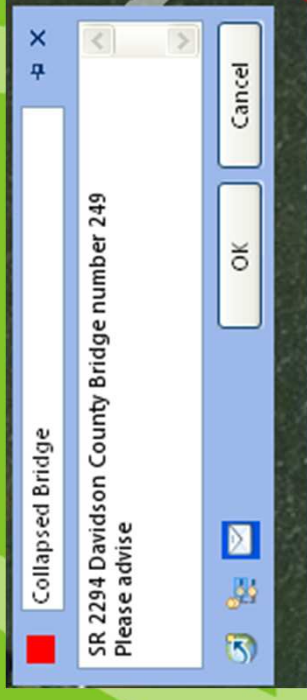 Collapsed Bridge
SR 2294 Davidson County Bridge number 249
Please advise
OK
Cancel